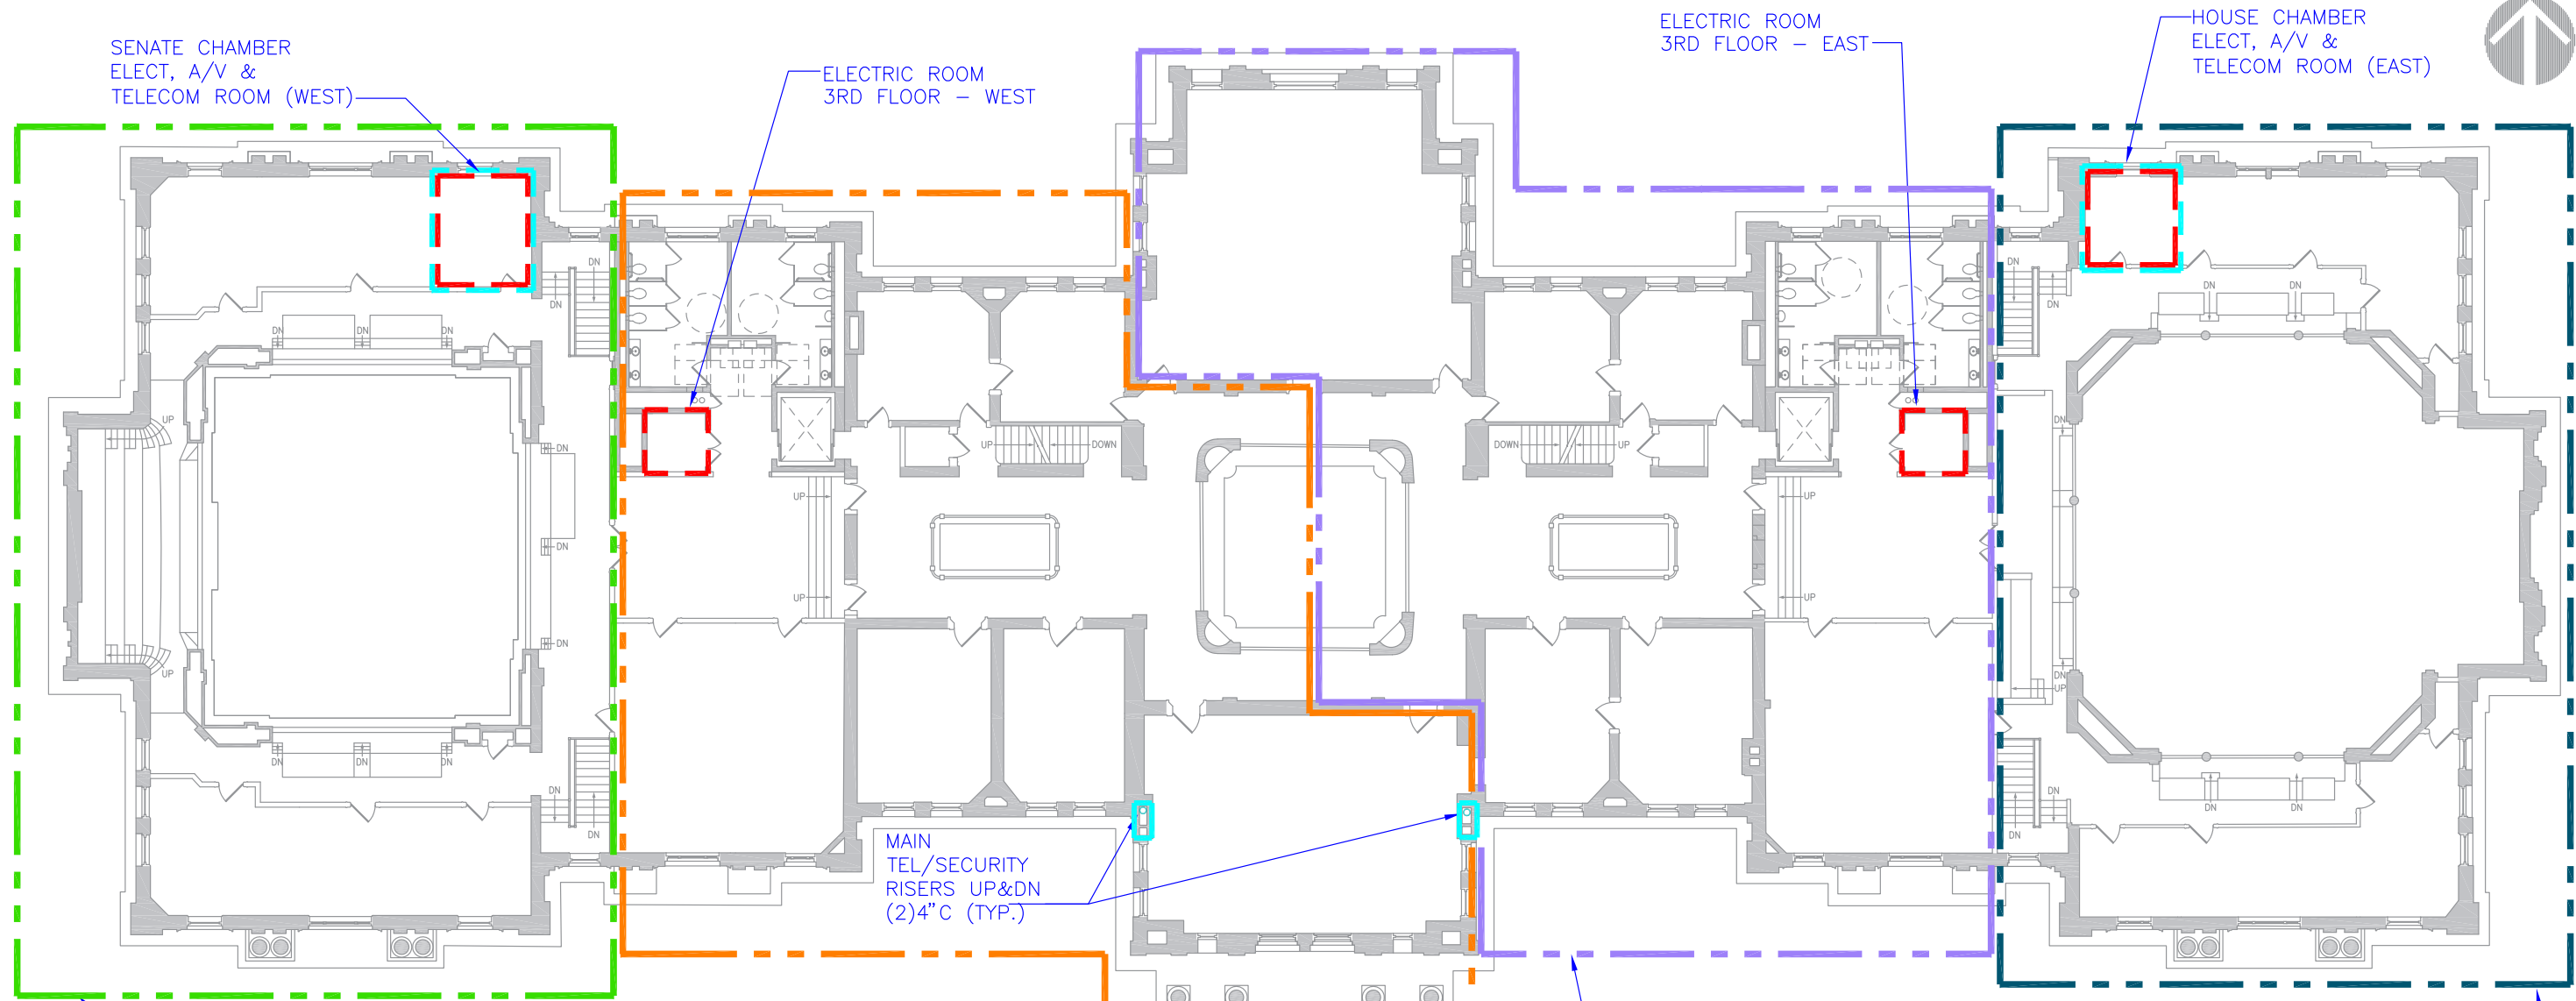 SENATE CHAMBER
ELECT, A/V &
TELECOM ROOM (WEST)
ELECTRIC ROOM
3RD FLOOR – WEST
ELECTRIC ROOM
3RD FLOOR – EAST
HOUSE CHAMBER
ELECT, A/V &
TELECOM ROOM (EAST)
DN
DN
DN
DN
DN
DN
DN
DN
DN
UP
DN
UP
DOWN
DOWN
UP
DN
DN
UP
UP
DN
UP
UP
DN
DN
UP
UP
DN
DN
DN
DN
DN
DN
DN
DN
DN
DN
MAIN
TEL/SECURITY
RISERS UP&DN
(2)4"C (TYP.)